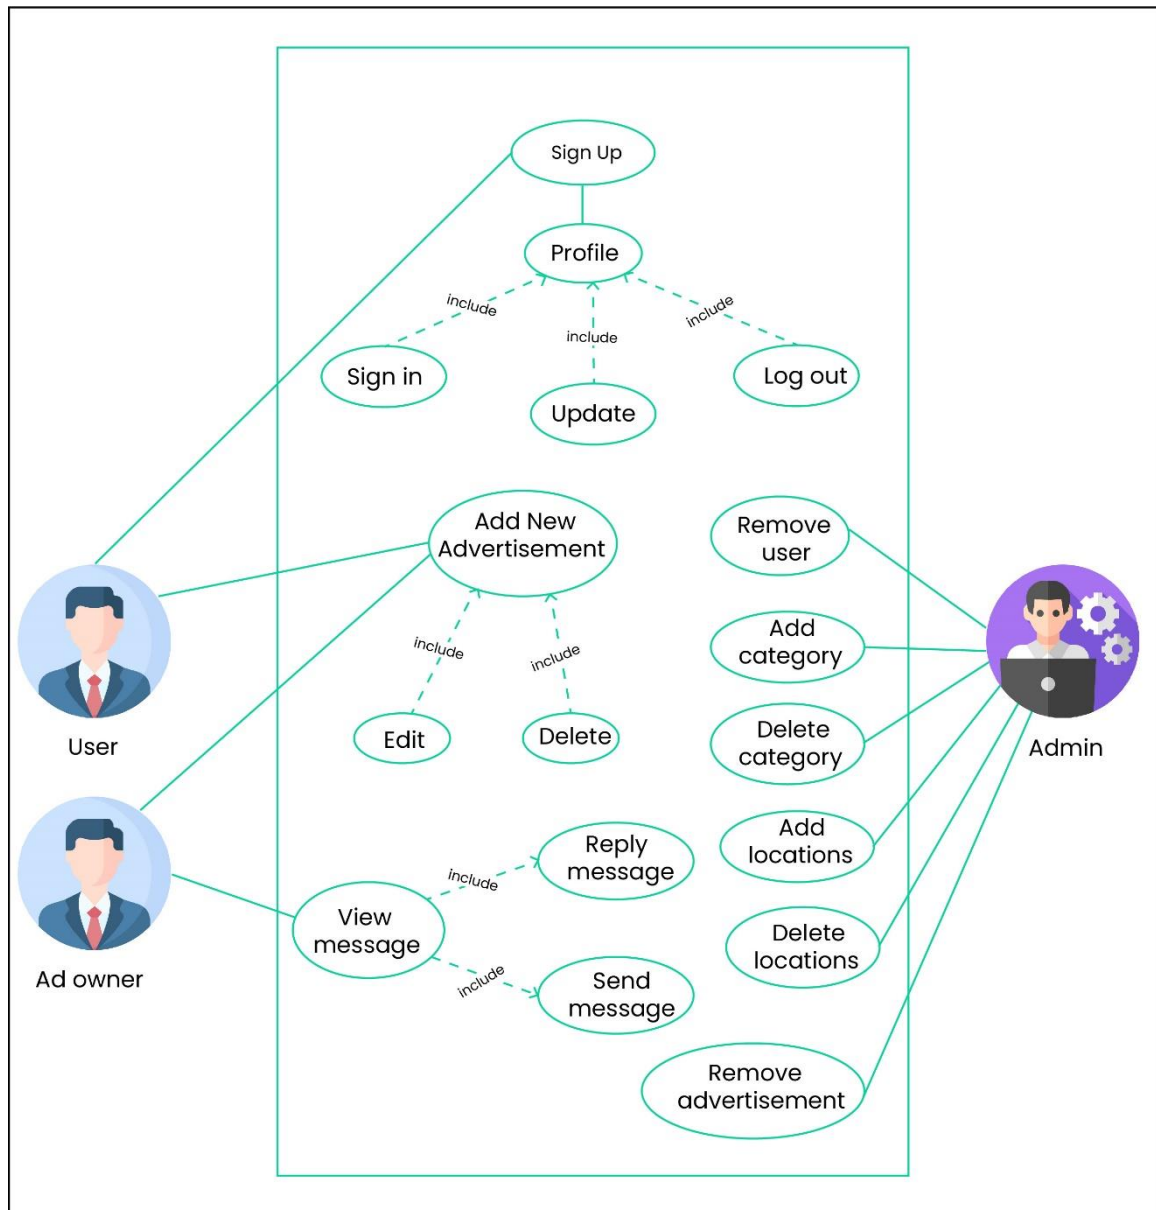 Sign Up
Profile
include
include
include
Sign in
Update
Log out
Add New
Advertisement
include
include
Edit
Delete
Remove
user
Add
category
Delete
category
Add
locations
Delete
locations
Remove
advertisement
User
Ad owner
Admin
View
message
include
include
Reply
message
Send
message